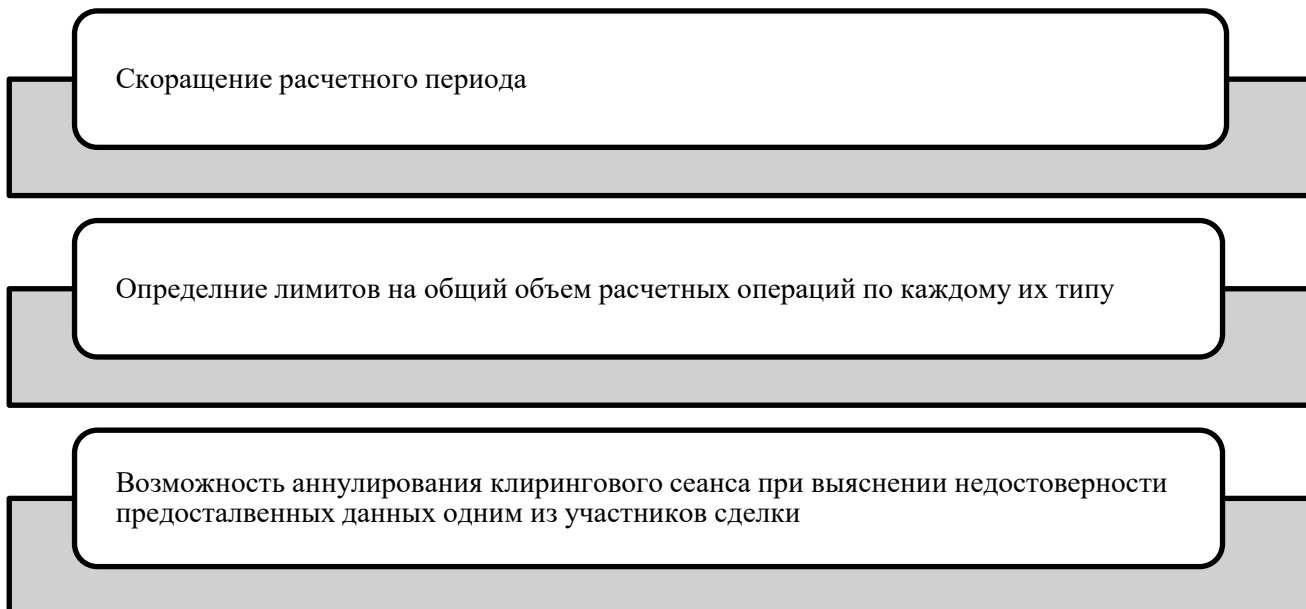 Скоращение расчетного периода
Определние лимитов на общий объем расчетных операций по каждому их типу
Возможность аннулирования клирингового сеанса при выяснении недостоверности
предосталвенных данных одним из участников сделки